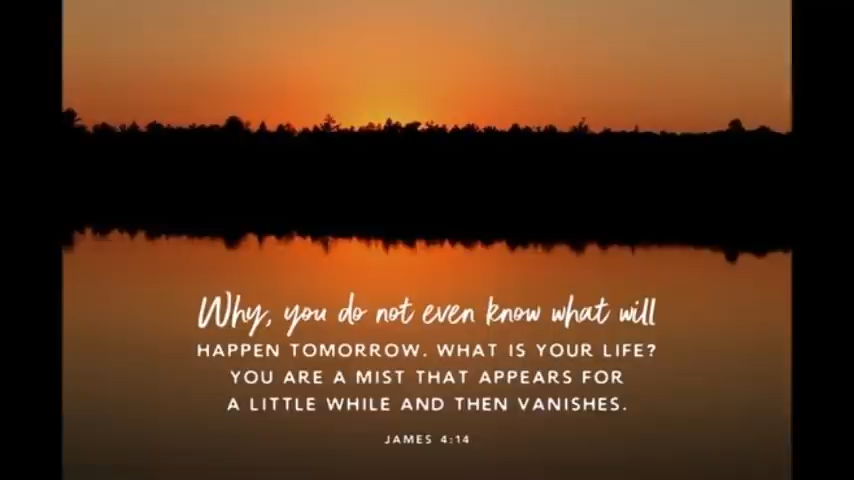 Why, you do not even know what will
HAPPEN TOMORROW. WHAT IS YOUR LIFE?
YOU ARE A MIST THAT APPEARS FOR
A LITTLE WHILE AND THEN VANISHES.
JAMES 4:14